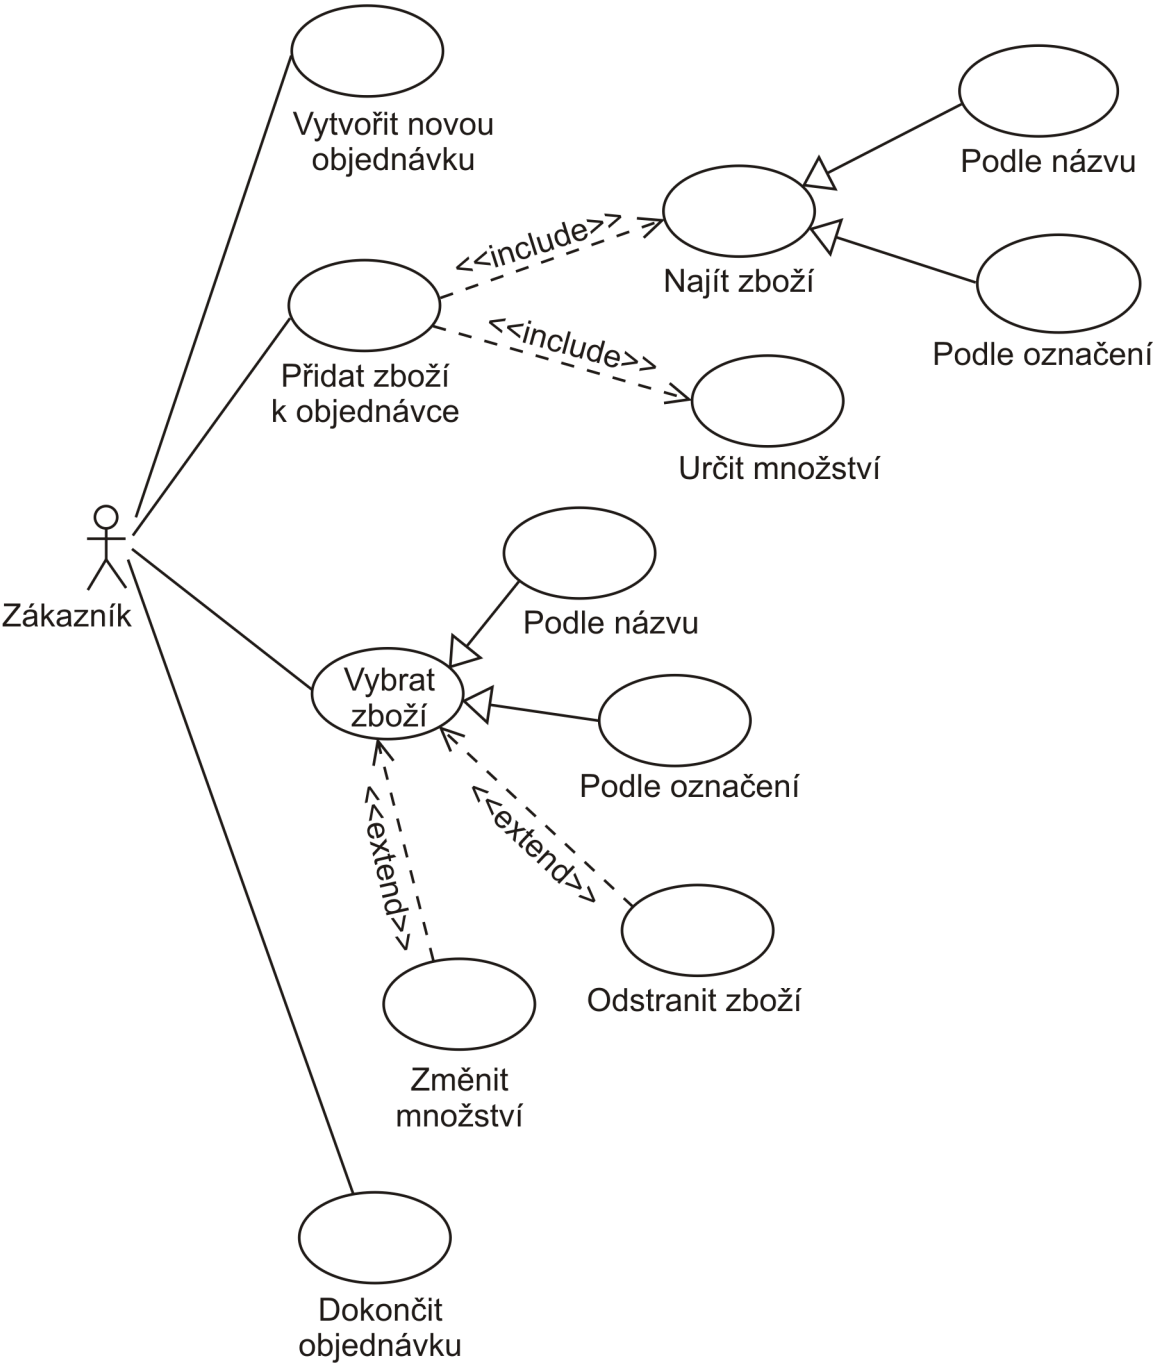 Vytvořit novou
objednávku
Podle názvu
<<include>>
Najít zboží
Podle označení
<<include>>
Přidat zboží
k objednávce
Určit množství
Zákazník
Podle názvu
Vybrat
zboží
Podle označení
<<extend>>
<<extend>>
Odstranit zboží
Změnit
množství
Dokončit
objednávku